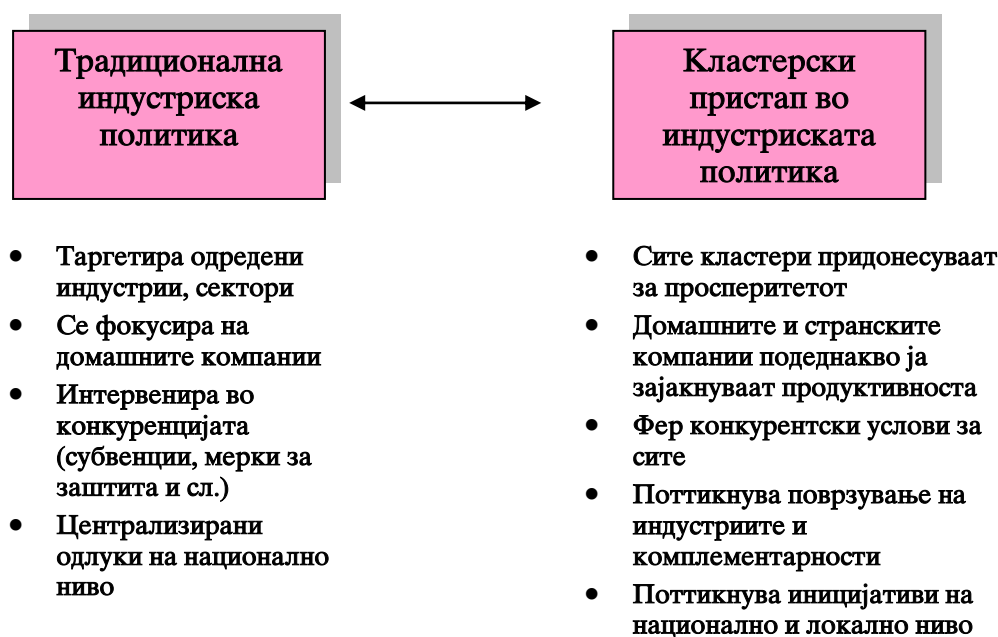 Традиционална
индустриска
политика
Кластерски
пристап во
индустриската
политика
• Таргетира одредени
индустрии, сектори
• Се фокусира на
домашните компании
• Интервенира во
конкуренцијата
(субвенции, мерки за
заштита и сл.)
• Централизирани
одлуки на национално
ниво
• Сите кластери придонесуваат
за просперитетот
• Домашните и странските
компании подеднакво ја
зајакнуваат продуктивноста
• Фер конкурентски услови за
сите
• Поттикнува поврзување на
индустриите и
комплементарности
• Поттикнува иницијативи на
национално и локално ниво